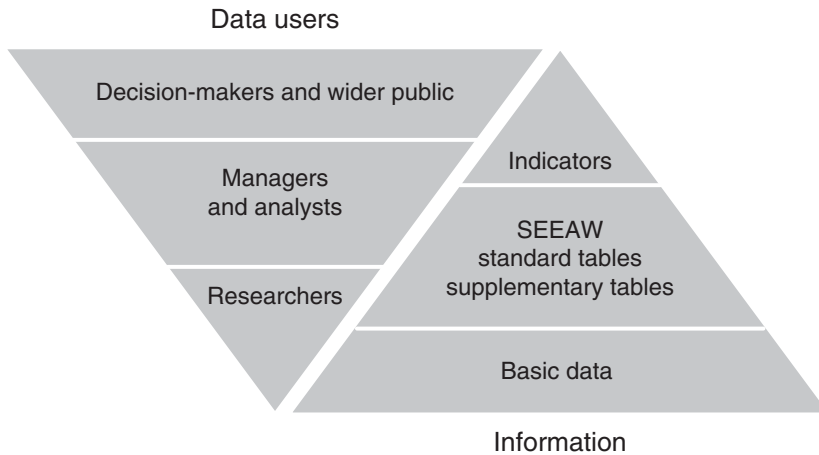 Data users
Decision-makers and wider public
Managers
and analysts
Researchers
Indicators
SEEAW
standard tables
supplementary tables
Basic data
Information